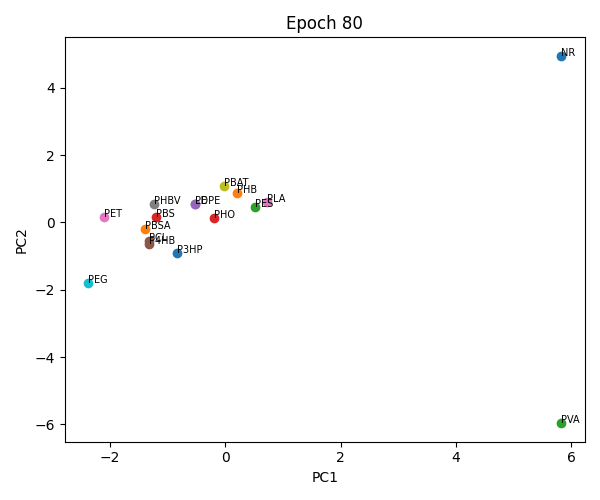 Epoch 80
NR
PBAT
PHB
PLA
PES
PHBV
PET
PBS
PHO
PBSA
PCL
P4HB
P3HP
PEG
PVA
PC2
4
2
0
−2
−4
−6
−2
0
2
4
6
PC1